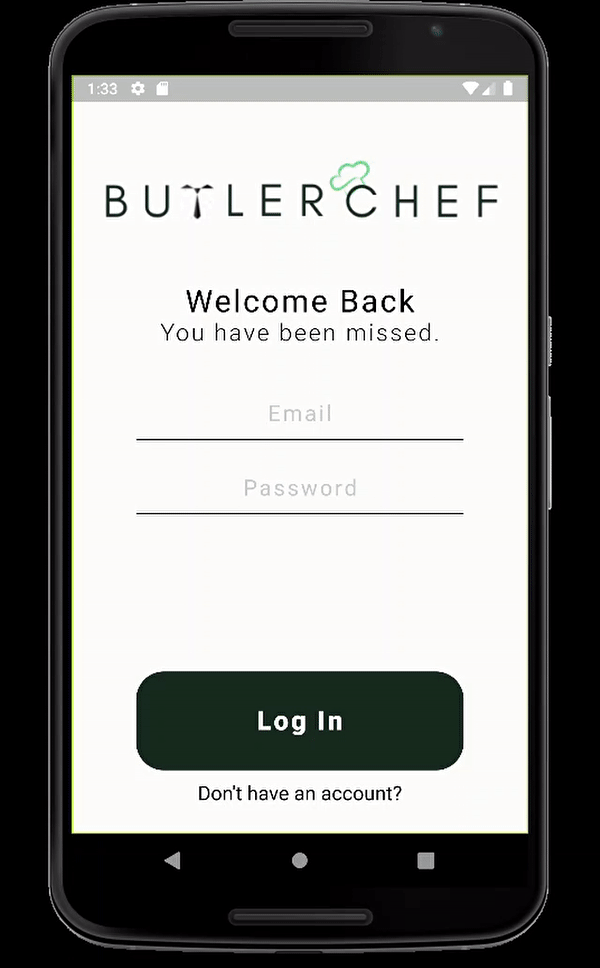 1:33
BUTLERCHEF
Welcome Back
You have been missed.
Email
Password
Log In
Don't have an account?